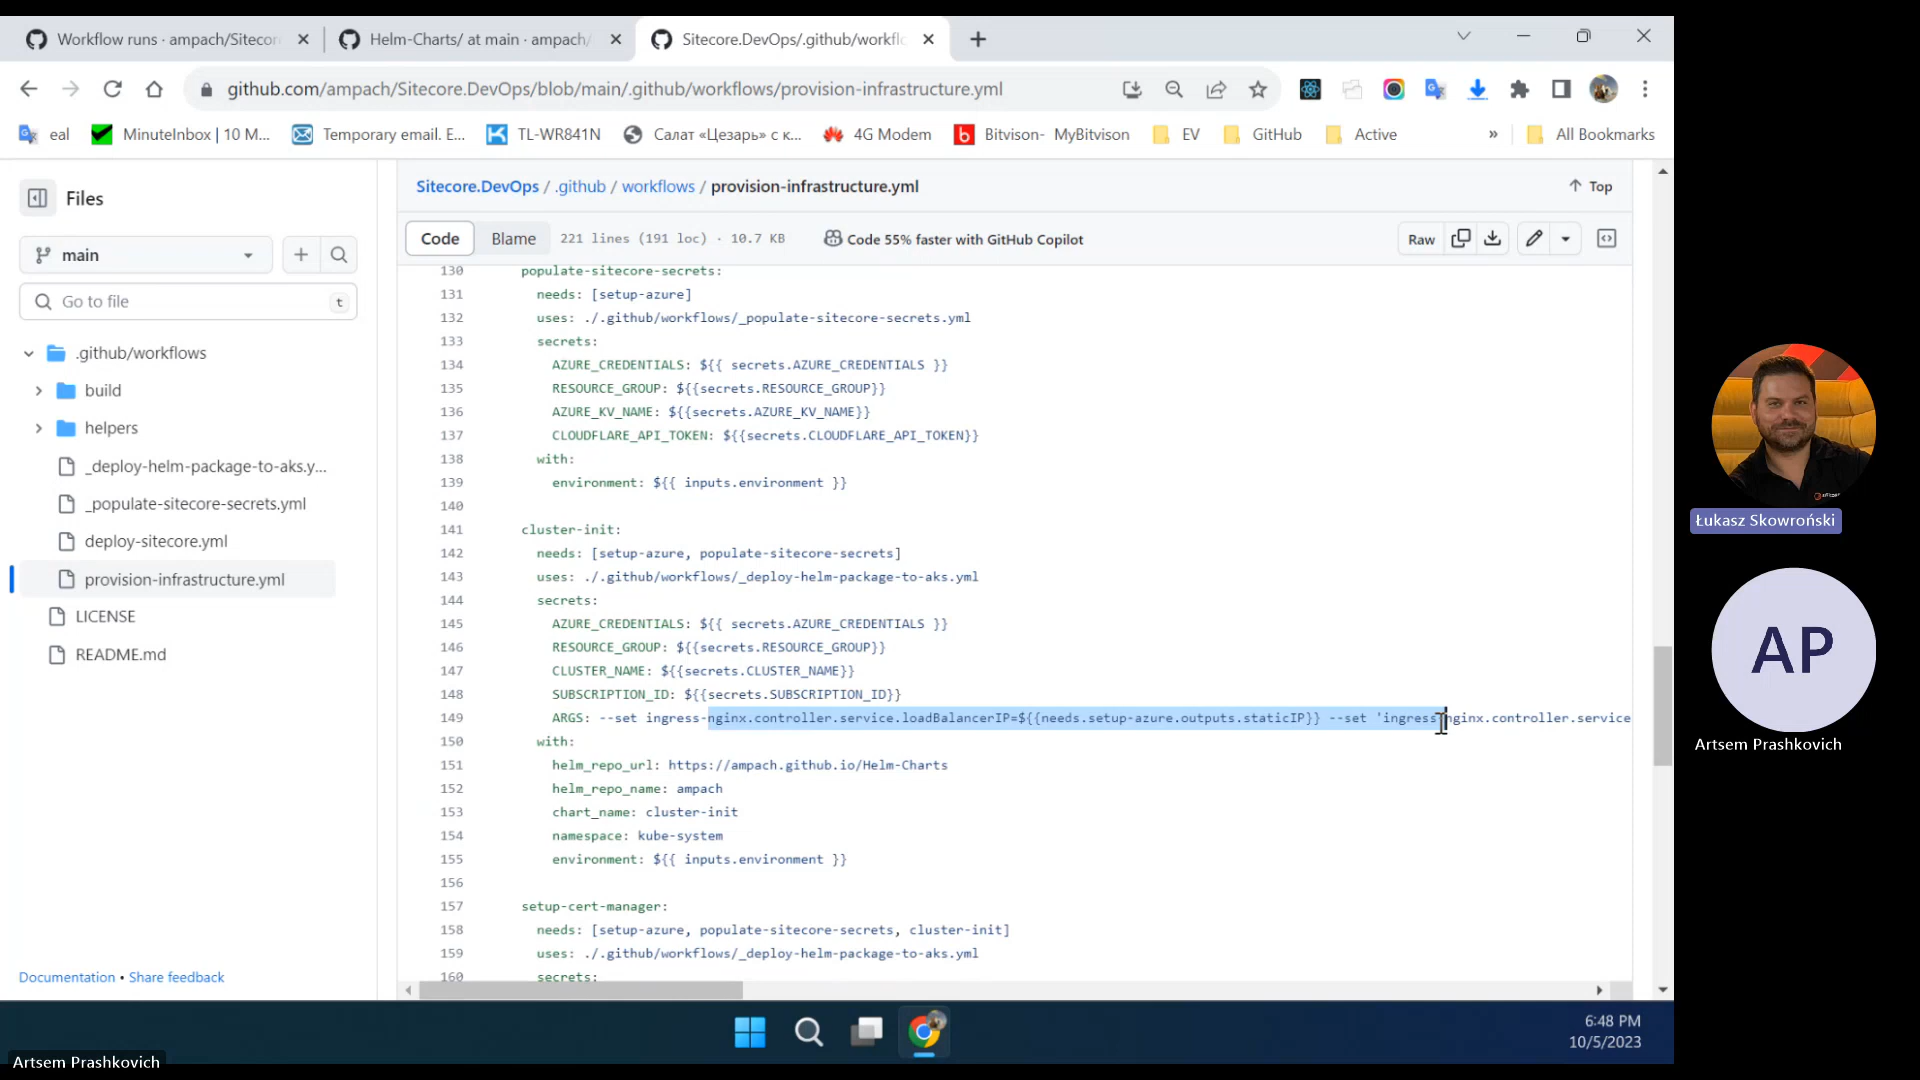 Workflow runs · ampach/Sitecor
Helm-Charts/ at main · ampach/
Sitecore.DevOps/.github/workflo
github.com/ampach/Sitecore.DevOps/blob/main/.github/workflows/provision-infrastructure.yml
eal
MinuteInbox | 10 M...
Temporary email. E...
TL-WR841N
Салат «Цезарь» с к...
4G Modem
Bitvison- MyBitvison
EV
GitHub
Active
»
All Bookmarks
Files
main
Go to file
t
.github/workflows
build
helpers
_deploy-helm-package-to-aks.y...
_populate-sitecore-secrets.yml
deploy-sitecore.yml
provision-infrastructure.yml
LICENSE
README.md
Documentation • Share feedback
Sitecore.DevOps / .github / workflows / provision-infrastructure.yml
Top
Code
Blame
221 lines (191 loc) · 10.7 KB
Code 55% faster with GitHub Copilot
Raw
130 populate-sitecore-secrets:
131 needs: [setup-azure]
132 uses: ./.github/workflows/_populate-sitecore-secrets.yml
133 secrets:
134 AZURE_CREDENTIALS: ${{ secrets.AZURE_CREDENTIALS }}
135 RESOURCE_GROUP: ${{secrets.RESOURCE_GROUP}}
136 AZURE_KV_NAME: ${{secrets.AZURE_KV_NAME}}
137 CLOUDFLARE_API_TOKEN: ${{secrets.CLOUDFLARE_API_TOKEN}}
138 with:
139 environment: ${{ inputs.environment }}
140
141 cluster-init:
142 needs: [setup-azure, populate-sitecore-secrets]
143 uses: ./.github/workflows/_deploy-helm-package-to-aks.yml
144 secrets:
145 AZURE_CREDENTIALS: ${{ secrets.AZURE_CREDENTIALS }}
146 RESOURCE_GROUP: ${{secrets.RESOURCE_GROUP}}
147 CLUSTER_NAME: ${{secrets.CLUSTER_NAME}}
148 SUBSCRIPTION_ID: ${{secrets.SUBSCRIPTION_ID}}
149 ARGS: --set ingress-nginx.controller.service.loadBalancerIP=${{needs.setup-azure.outputs.staticIP}} --set 'ingress-nginx.controller.service
150 with:
151 helm_repo_url: https://ampach.github.io/Helm-Charts
152 helm_repo_name: ampach
153 chart_name: cluster-init
154 namespace: kube-system
155 environment: ${{ inputs.environment }}
156
157 setup-cert-manager:
158 needs: [setup-azure, populate-sitecore-secrets, cluster-init]
159 uses: ./.github/workflows/_deploy-helm-package-to-aks.yml
160 secrets:
6:48 PM
10/5/2023
Artsem Prashkovich
Łukasz Skowroński
AP
Artsem Prashkovich